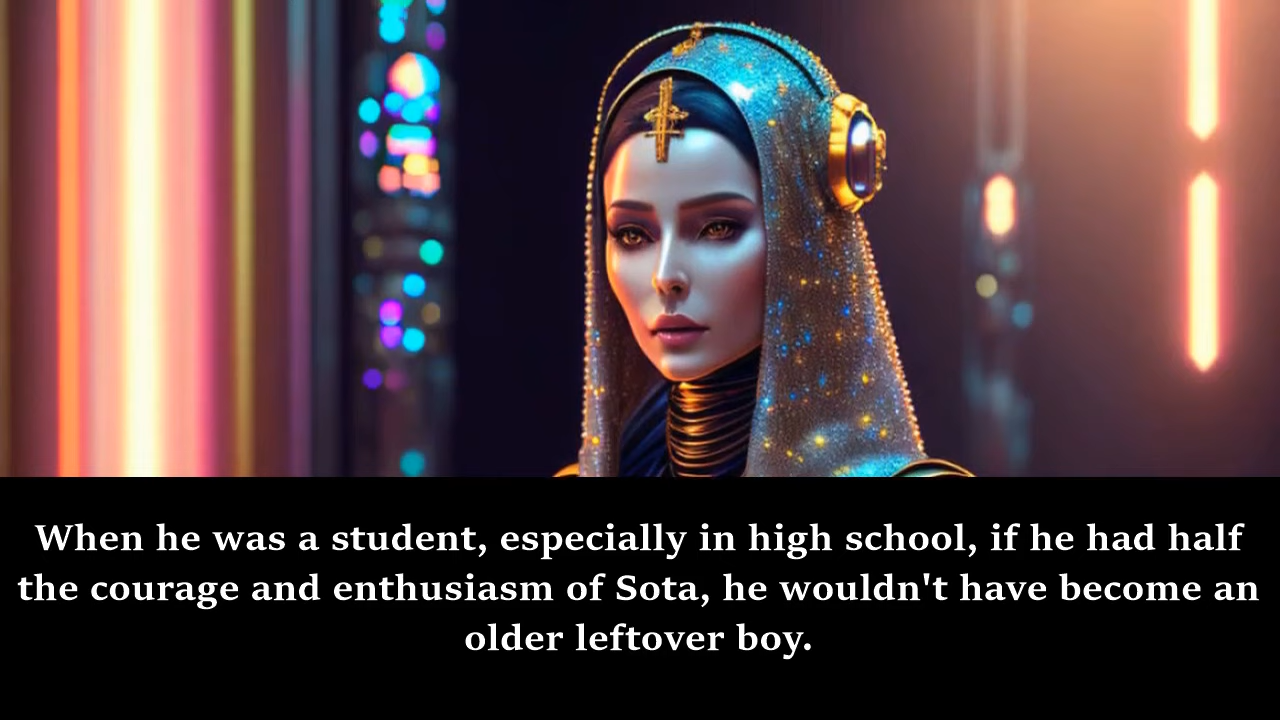 When he was a student, especially in high school, if he had half
the courage and enthusiasm of Sota, he wouldn't have become an
older leftover boy.